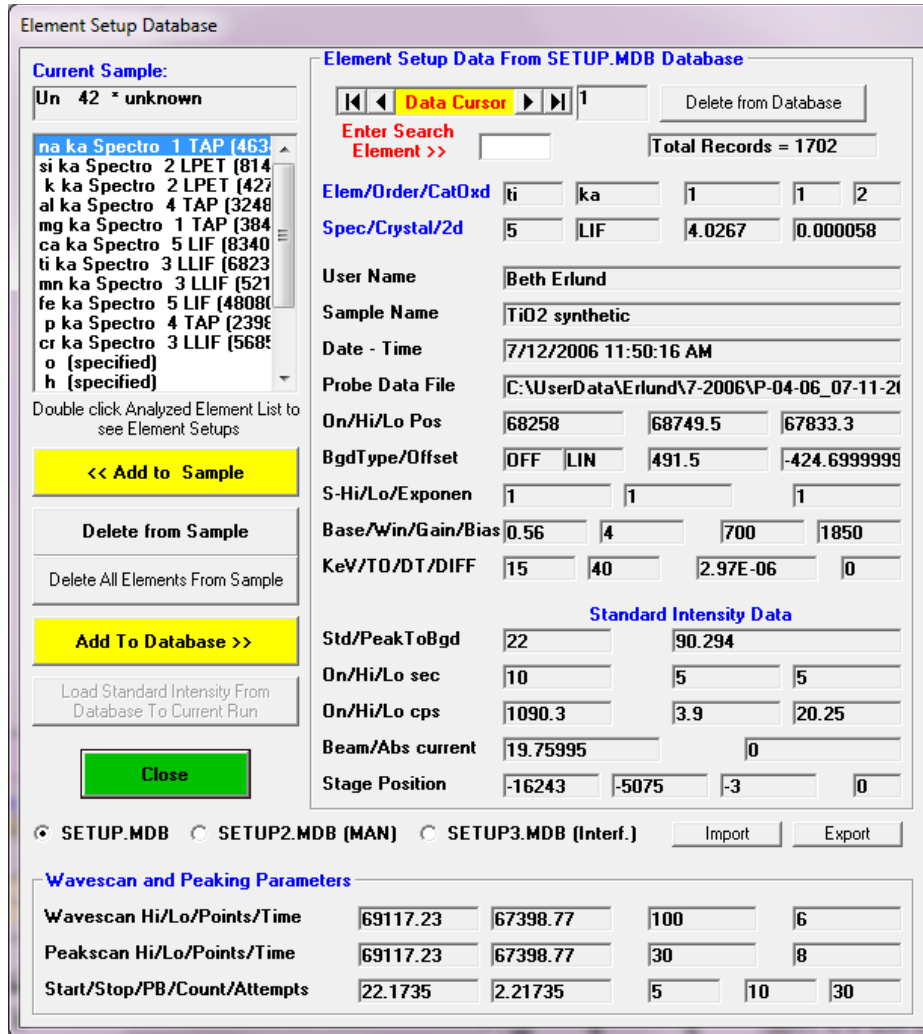 Element Setup Database
Current Sample:
Un 42 * unknown
na ka Spectro 1 TAP (463
si ka Spectro 2 LPET (814
k ka Spectro 2 LPET (427
al ka Spectro 4 TAP (3248
mg ka Spectro 1 TAP (384
ca ka Spectro 5 LIF (8340
ti ka Spectro 3 LLIF (6823
mn ka Spectro 3 LLIF (521
fe ka Spectro 5 LIF (4808
p ka Spectro 4 TAP (2398
cr ka Spectro 3 LLIF (5685
o (specified)
h (specified)
Double click Analyzed Element List to
see Element Setups
<< Add to Sample
Delete from Sample
Delete All Elements From Sample
Add To Database >>
Load Standard Intensity From
Database To Current Run
Close
Element Setup Data From SETUP.MDB Database
Data Cursor 1 Delete from Database
Enter Search
Element >> Total Records = 1702
Elem/Order/CatOxd ti ka 1 1 2
Spec/Crystal/2d 5 LIF 4.0267 0.000058
User Name Beth Erlund
Sample Name TiO2 synthetic
Date - Time 7/12/2006 11:50:16 AM
Probe Data File C:\UserData\Erlund\7-2006\P-04-06_07-11-2
On/Hi/Lo Pos 68258 68749.5 67833.3
BgdType/Offset OFF LIN 491.5 -424.6999999
S-Hi/Lo/Exponen 1 1 1
Base/Win/Gain/Bias 0.56 4 700 1850
KeV/TO/DT/DIFF 15 40 2.97E-06 0
Standard Intensity Data
Std/PeakToBgd 22 90.294
On/Hi/Lo sec 10 5 5
On/Hi/Lo cps 1090.3 3.9 20.25
Beam/Abs current 19.75995 0
Stage Position -16243 -5075 -3 0
SETUP.MDB SETUP2.MDB (MAN) SETUP3.MDB (Interf.) Import Export
Wavescan and Peaking Parameters
Wavescan Hi/Lo/Points/Time 69117.23 67398.77 100 6
Peakscan Hi/Lo/Points/Time 69117.23 67398.77 30 8
Start/Stop/PB/Count/Attempts 22.1735 2.21735 5 10 30